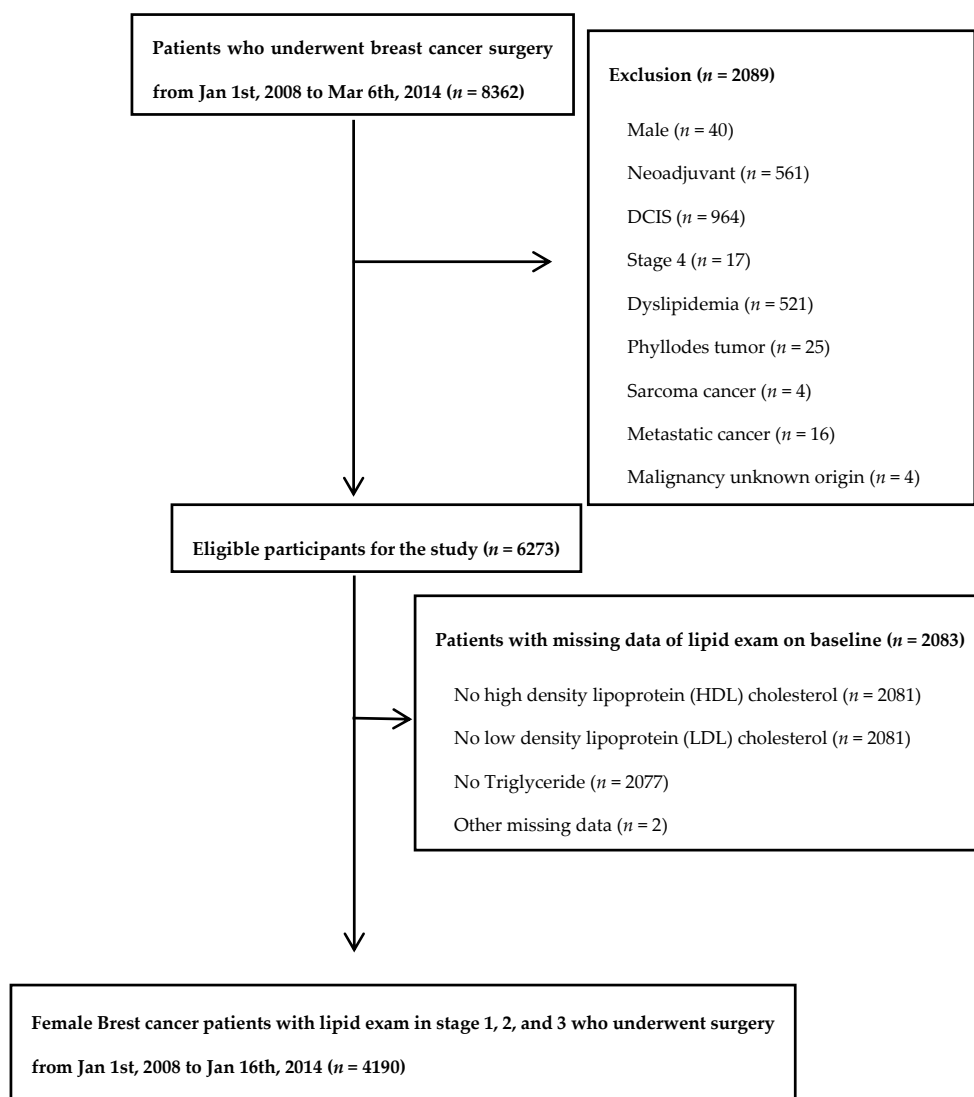 Patients who underwent breast cancer surgery
from Jan 1st, 2008 to Mar 6th, 2014 (n = 8362)
Exclusion (n = 2089)
Male (n = 40)
Neoadjuvant (n = 561)
DCIS (n = 964)
Stage 4 (n = 17)
Dyslipidemia (n = 521)
Phyllodes tumor (n = 25)
Sarcoma cancer (n = 4)
Metastatic cancer (n = 16)
Malignancy unknown origin (n = 4)
Eligible participants for the study (n = 6273)
Patients with missing data of lipid exam on baseline (n = 2083)
No high density lipoprotein (HDL) cholesterol (n = 2081)
No low density lipoprotein (LDL) cholesterol (n = 2081)
No Triglyceride (n = 2077)
Other missing data (n = 2)
Female Brest cancer patients with lipid exam in stage 1, 2, and 3 who underwent surgery
from Jan 1st, 2008 to Jan 16th, 2014 (n = 4190)